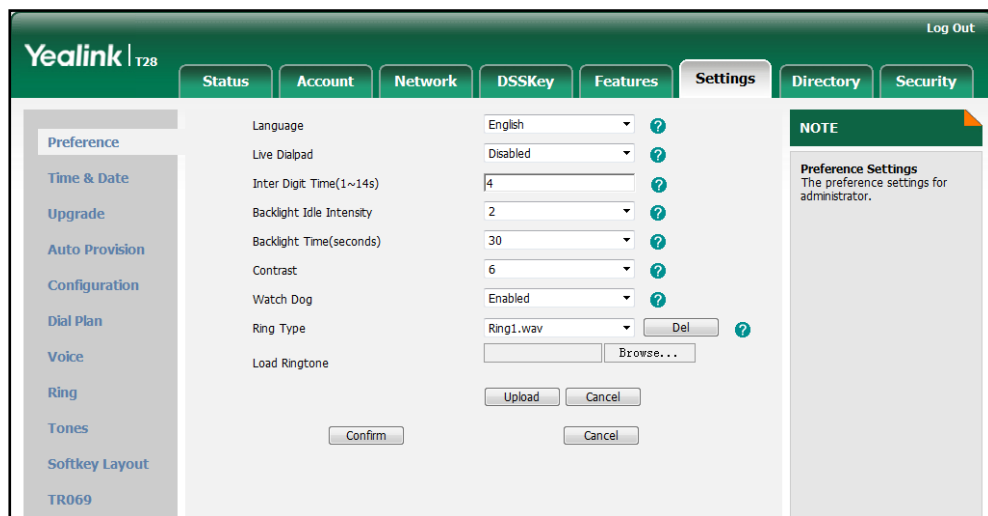 Log Out
Yealink T28
Status Account Network DSSKey Features Settings Directory Security
Preference
Time & Date
Upgrade
Auto Provision
Configuration
Dial Plan
Voice
Ring
Tones
Softkey Layout
TR069
Language English ?
Live Dialpad Disabled ?
Inter Digit Time(1~14s) 4 ?
Backlight Idle Intensity 2 ?
Backlight Time(seconds) 30 ?
Contrast 6 ?
Watch Dog Enabled ?
Ring Type Ring1.wav Del ?
Load Ringtone Browse...
Upload Cancel
Confirm Cancel
NOTE
Preference Settings
The preference settings for
administrator.